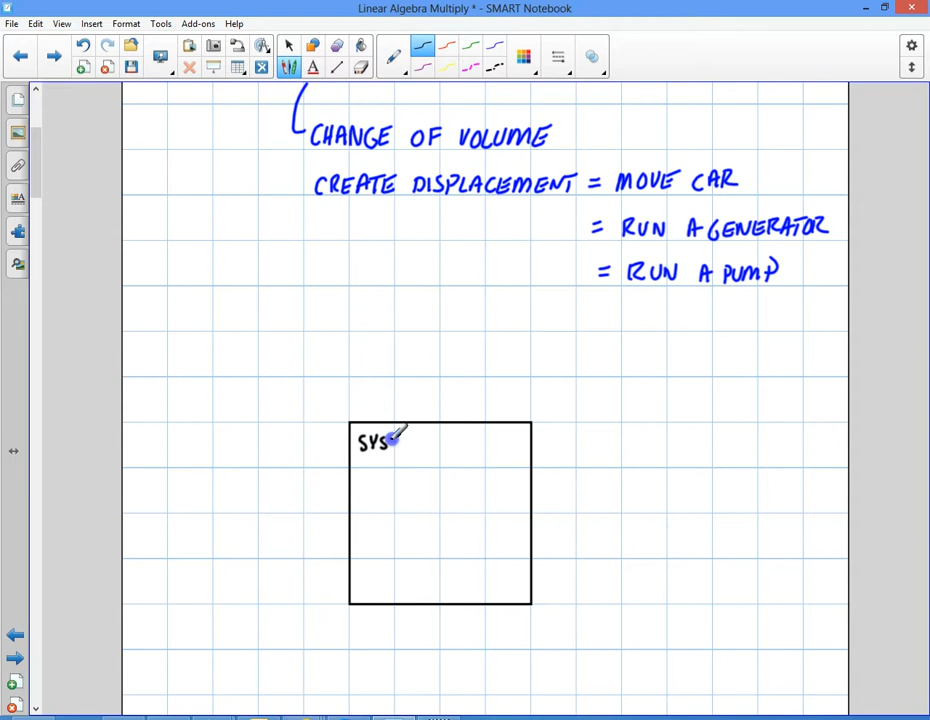 Linear Algebra Multiply * - SMART Notebook
File Edit View Insert Format Tools Add-ons Help
CHANGE OF VOLUME
CREATE DISPLACEMENT = MOVE CAR
= RUN A GENERATOR
= RUN A PUMP
SYS